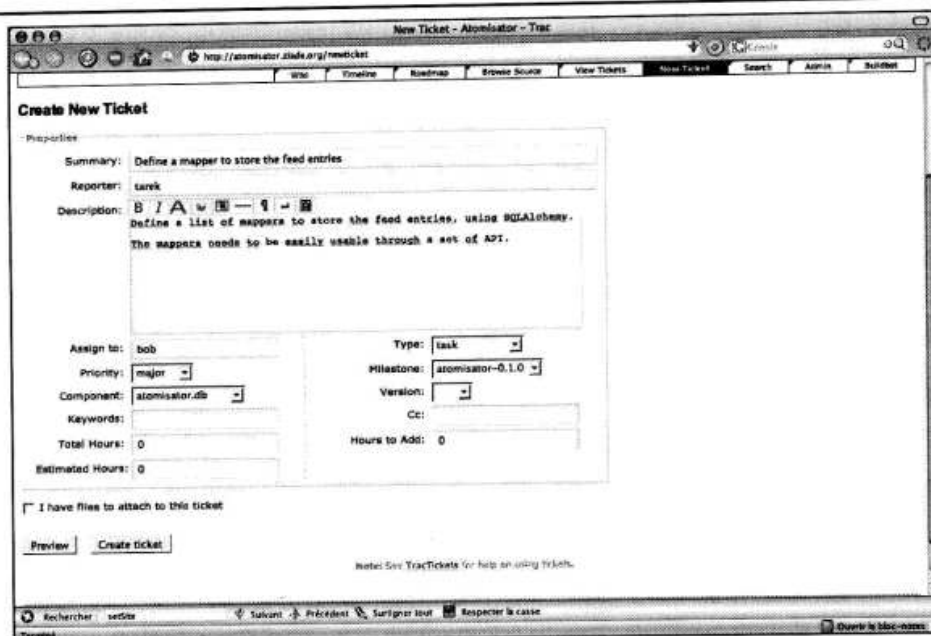 New Ticket – Atomisator – Trac
http://atomisator.ziade.org/newticket
Wiki Timeline Roadmap Browse Source View Tickets New Ticket Search Admin Buildbot
Create New Ticket
Properties
Summary: Define a mapper to store the feed entries
Reporter: tarek
Description: B I A
Define a list of mappers to store the feed entries, using SQLAlchemy.
The mappers needs to be easily usable through a set of API.
Assign to: bob Type: task
Priority: major Milestone: atomisator-0.1.0
Component: atomisator.db Version:
Keywords: Cc:
Total Hours: 0 Hours to Add: 0
Estimated Hours: 0
I have files to attach to this ticket
Preview Create ticket
Note: See TracTickets for help on using tickets.
Rechercher : setSite Suivant Précédent Surligner tout Respecter la casse
Ouvrir le bloc-notes